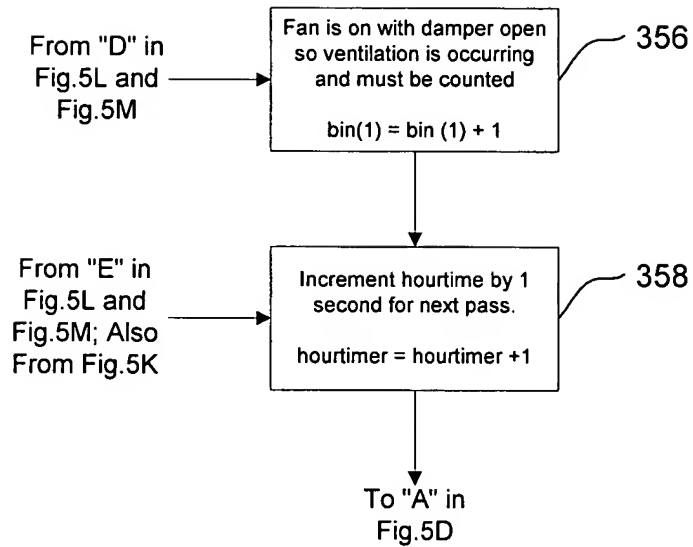 From "D" in
Fig.5L and
Fig.5M
Fan is on with damper open
so ventilation is occurring
and must be counted
bin(1) = bin (1) + 1
356
From "E" in
Fig.5L and
Fig.5M; Also
From Fig.5K
Increment hourtime by 1
second for next pass.
hourtimer = hourtimer +1
358
To "A" in
Fig.5D